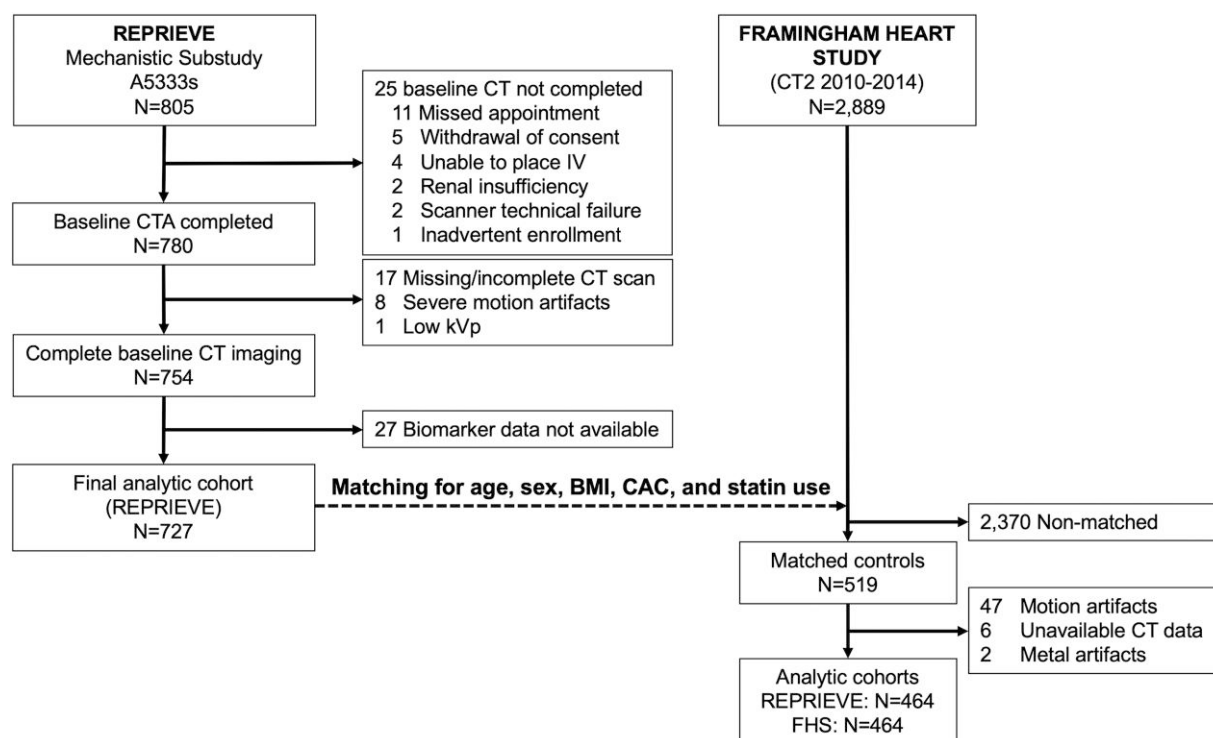 REPRIEVE
Mechanistic Substudy
A5333s
N=805
25 baseline CT not completed
11 Missed appointment
5 Withdrawal of consent
4 Unable to place IV
2 Renal insufficiency
2 Scanner technical failure
1 Inadvertent enrollment
Baseline CTA completed
N=780
17 Missing/incomplete CT scan
8 Severe motion artifacts
1 Low kVp
Complete baseline CT imaging
N=754
27 Biomarker data not available
Final analytic cohort
(REPRIEVE)
N=727
Matching for age, sex, BMI, CAC, and statin use
FRAMINGHAM HEART
STUDY
(CT2 2010-2014)
N=2,889
2,370 Non-matched
Matched controls
N=519
47 Motion artifacts
6 Unavailable CT data
2 Metal artifacts
Analytic cohorts
REPRIEVE: N=464
FHS: N=464